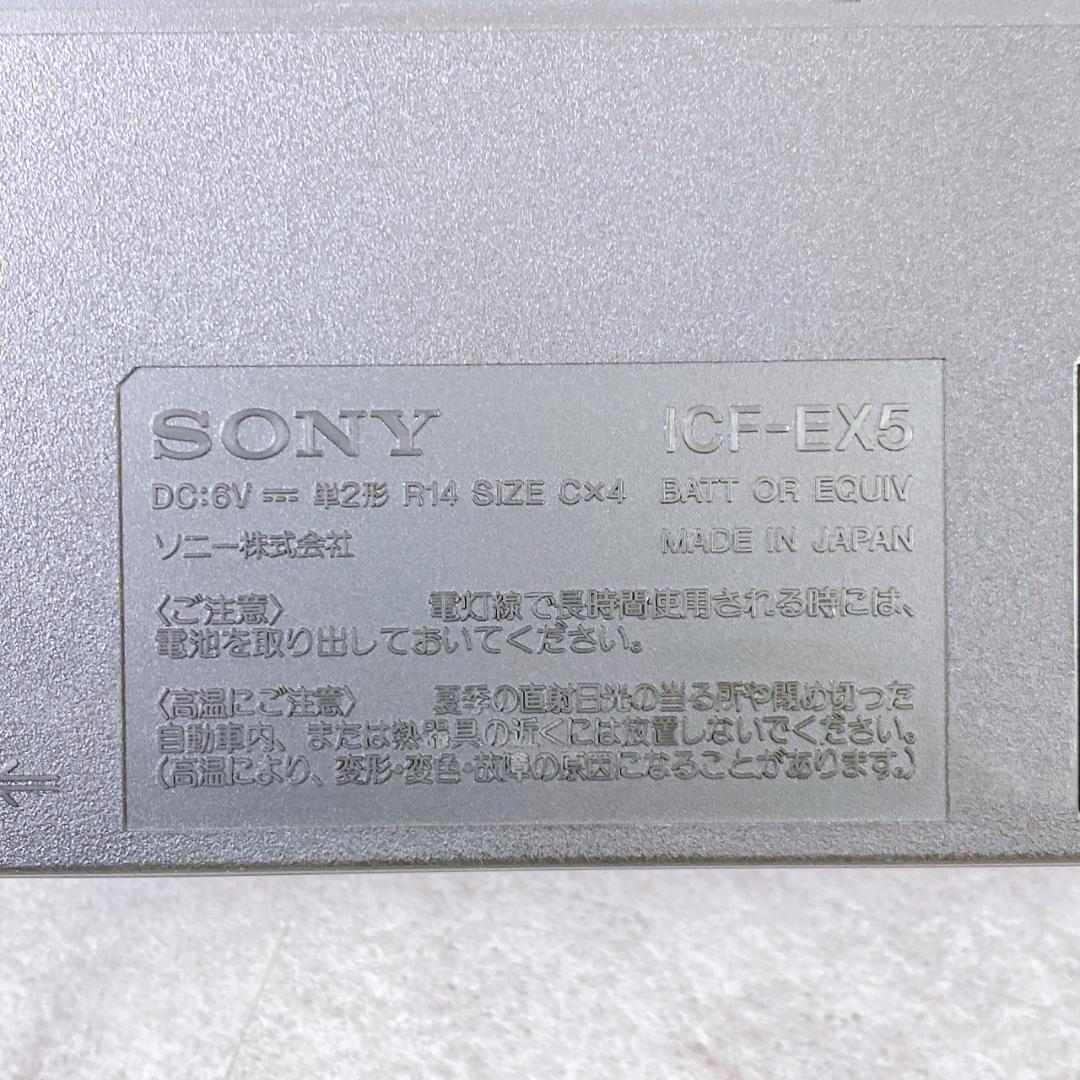 SONY ICF-EX5
DC:6V ⎓ 単2形 R14 SIZE C×4 BATT OR EQUIV
ソニー株式会社 MADE IN JAPAN
〈ご注意〉 電灯線で長時間使用される時には、
電池を取り出しておいてください。
〈高温にご注意〉 夏季の直射日光の当る所や閉め切った
自動車内、または熱器具の近くには放置しないでください。
(高温により、変形・変色・故障の原因になることがあります。)